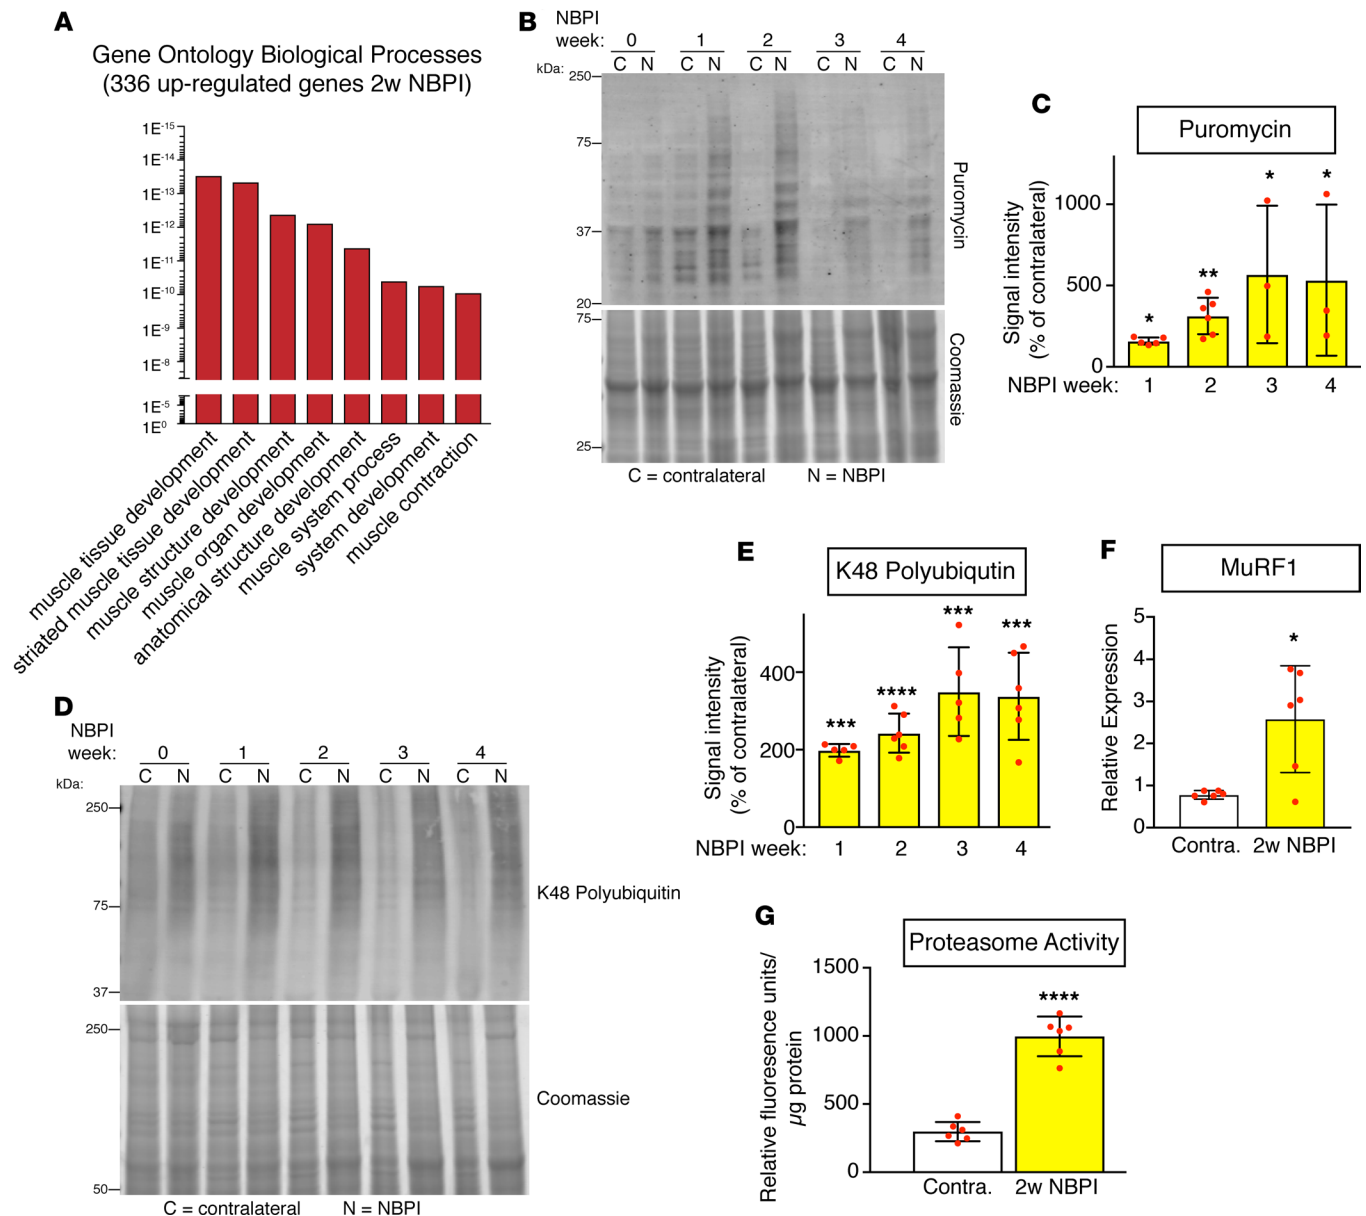 A
Gene Ontology Biological Processes
(336 up-regulated genes 2w NBPI)
1E-15
1E-14
1E-13
1E-12
1E-11
1E-10
1E-9
1E-8
1E-5
1E0
muscle tissue development
striated muscle tissue development
muscle structure development
muscle organ development
anatomical structure development
muscle system process
system development
muscle contraction
B
NBPI
week: 0 1 2 3 4
C N C N C N C N C N
kDa:
250
75
37
20
Puromycin
75
25
Coomassie
C = contralateral N = NBPI
C
Puromycin
Signal intensity
(% of contralateral)
1000
500
0
* ** * *
NBPI week: 1 2 3 4
D
NBPI
week: 0 1 2 3 4
C N C N C N C N C N
kDa:
250
75
37
K48 Polyubiquitin
250
50
Coomassie
C = contralateral N = NBPI
E
K48 Polyubiqutin
Signal intensity
(% of contralateral)
400
200
0
*** **** *** ***
NBPI week: 1 2 3 4
F
MuRF1
Relative Expression
5
4
3
2
1
0
*
Contra. 2w NBPI
G
Proteasome Activity
Relative fluoresence units/
µg protein
1500
1000
500
0
****
Contra. 2w NBPI